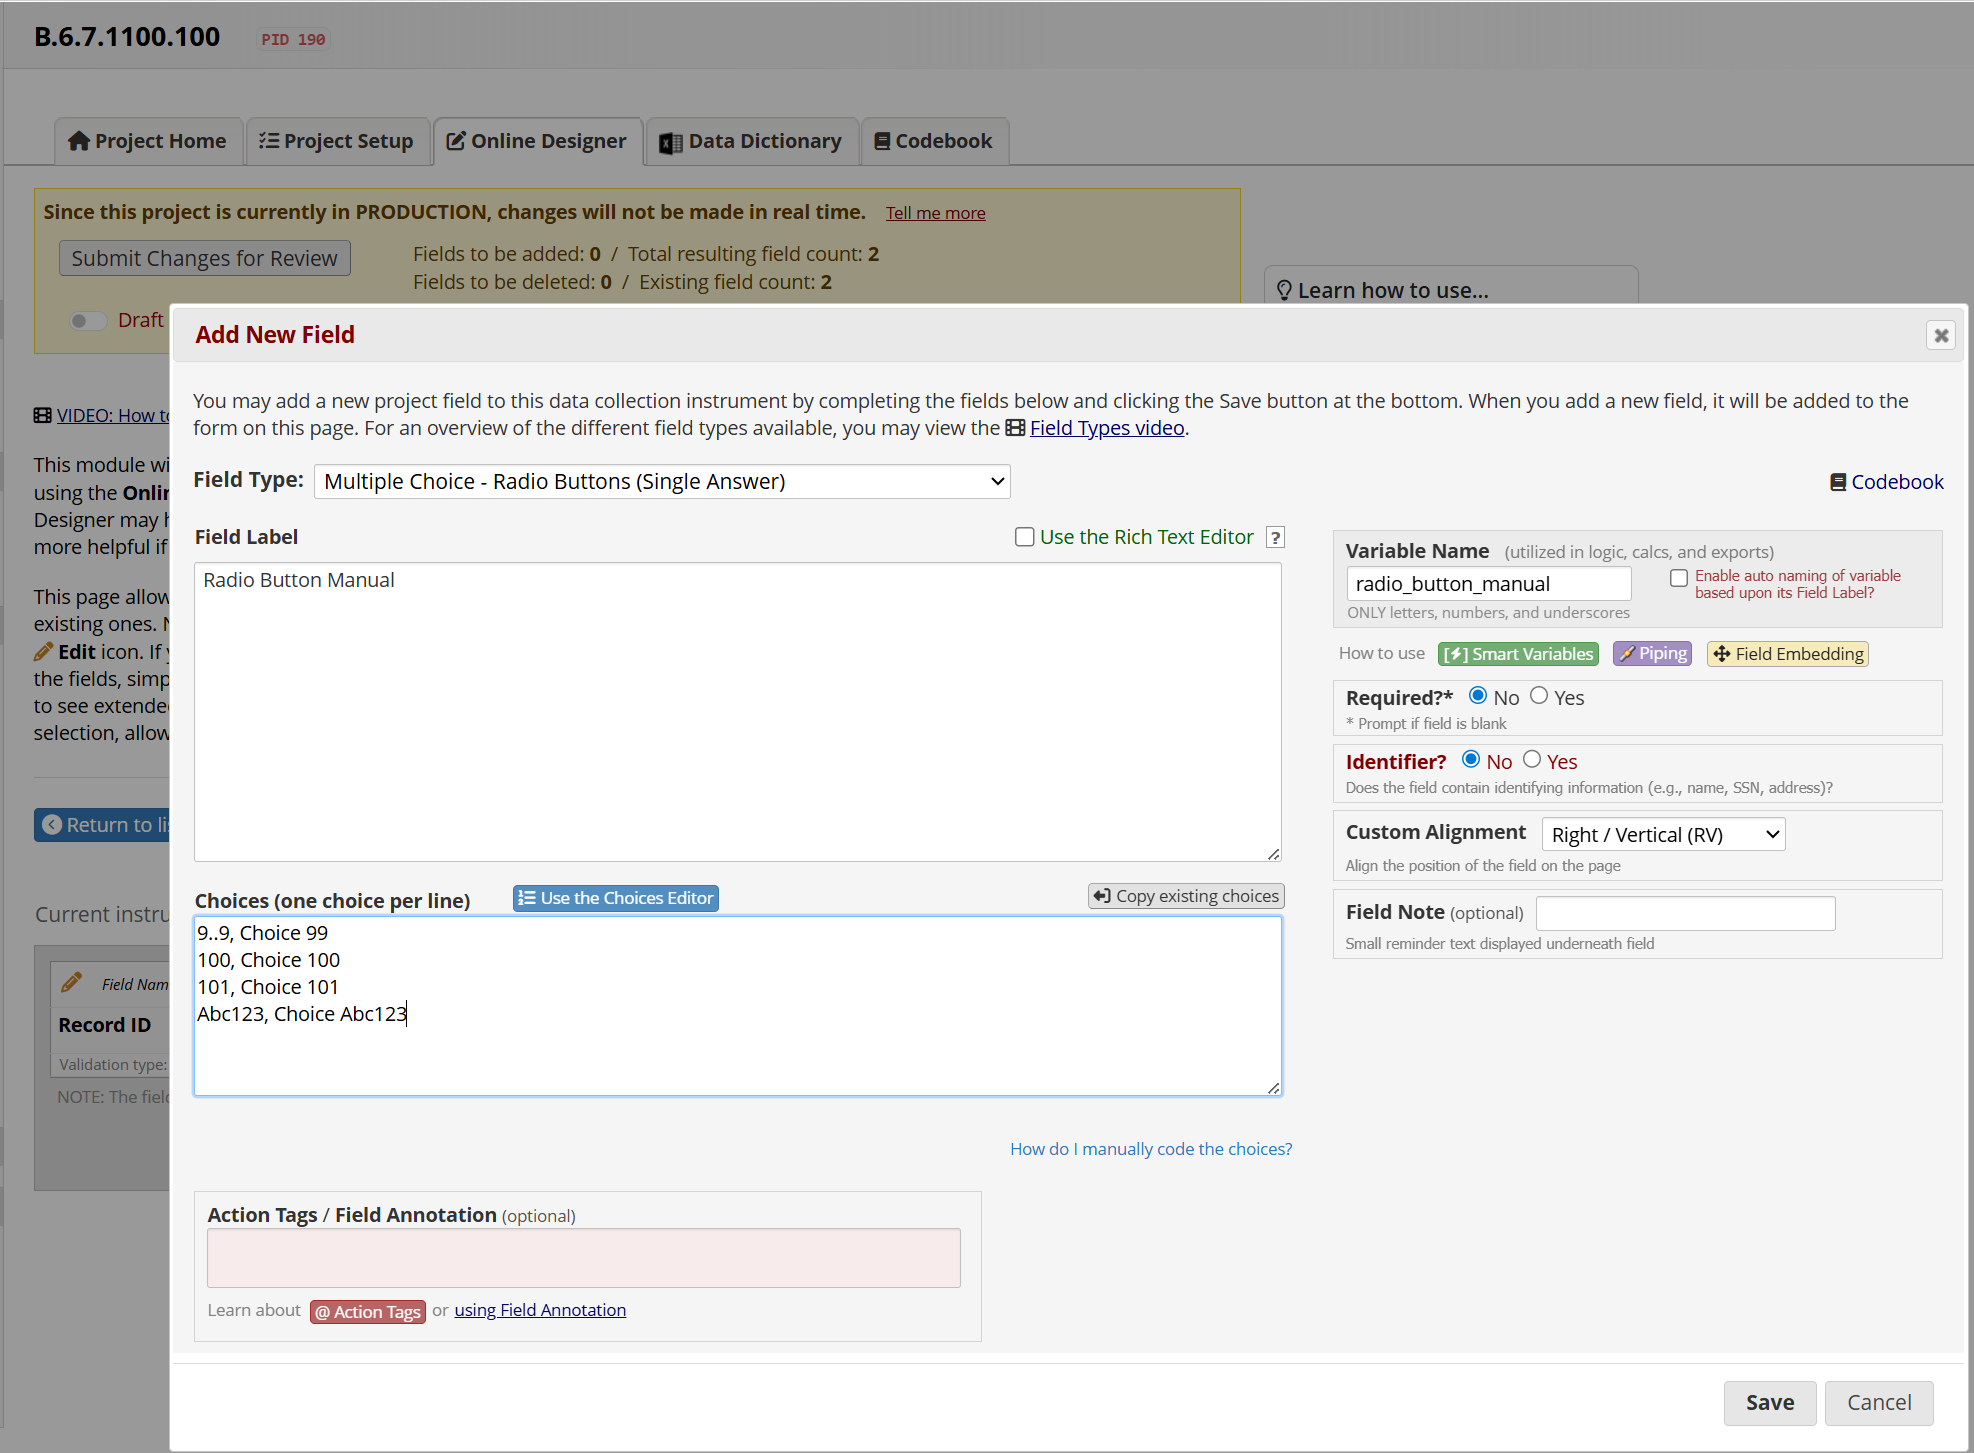 B.6.7.1100.100 PID 190
Project Home Project Setup Online Designer Data Dictionary Codebook
Since this project is currently in PRODUCTION, changes will not be made in real time. Tell me more
Submit Changes for Review
Fields to be added: 0 / Total resulting field count: 2
Fields to be deleted: 0 / Existing field count: 2
Learn how to use...
Draft
Add New Field
VIDEO: How to
This module wi
using the Onlin
Designer may h
more helpful if
This page allow
existing ones. N
Edit icon. If y
the fields, simp
to see extended
selection, allow
Return to li
Current instru
Field Nam
Record ID
Validation type:
NOTE: The field
You may add a new project field to this data collection instrument by completing the fields below and clicking the Save button at the bottom. When you add a new field, it will be added to the
form on this page. For an overview of the different field types available, you may view the Field Types video.
Field Type: Multiple Choice - Radio Buttons (Single Answer)
Codebook
Field Label
Use the Rich Text Editor ?
Radio Button Manual
Choices (one choice per line) Use the Choices Editor Copy existing choices
9..9, Choice 99
100, Choice 100
101, Choice 101
Abc123, Choice Abc123
How do I manually code the choices?
Action Tags / Field Annotation (optional)
Learn about @ Action Tags or using Field Annotation
Variable Name (utilized in logic, calcs, and exports)
radio_button_manual
Enable auto naming of variable
based upon its Field Label?
ONLY letters, numbers, and underscores
How to use [⚡] Smart Variables Piping Field Embedding
Required?* No Yes
* Prompt if field is blank
Identifier? No Yes
Does the field contain identifying information (e.g., name, SSN, address)?
Custom Alignment Right / Vertical (RV)
Align the position of the field on the page
Field Note (optional)
Small reminder text displayed underneath field
Save Cancel